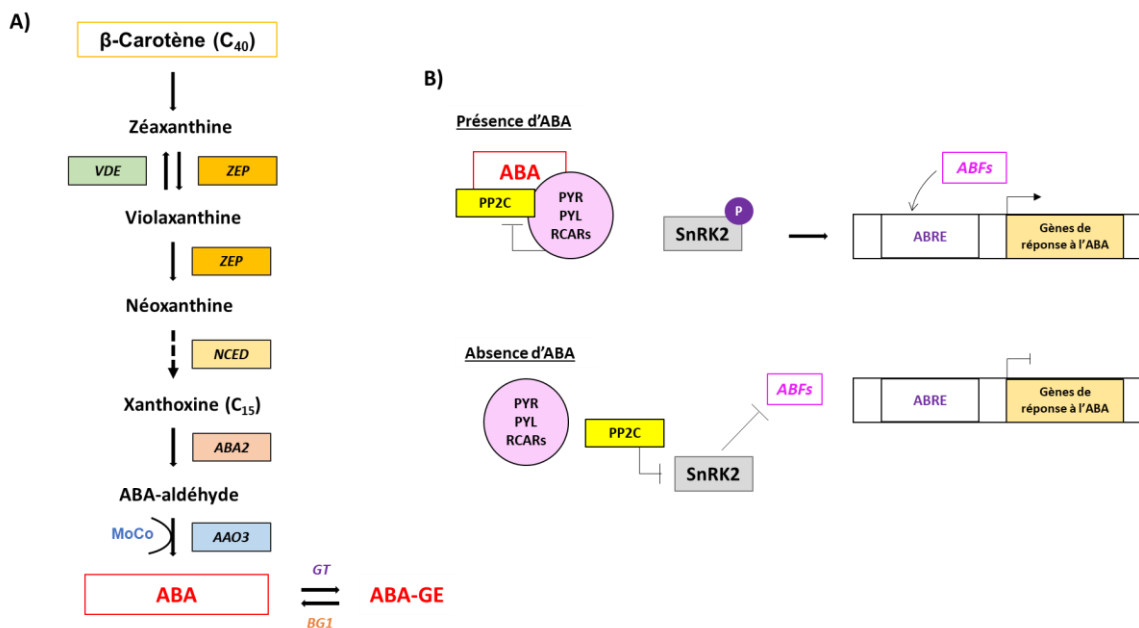 A)
β-Carotène (C40)
Zéaxanthine
VDE
ZEP
Violaxanthine
ZEP
Néoxanthine
NCED
Xanthoxine (C15)
ABA2
ABA-aldéhyde
MoCo
AAO3
ABA
GT
BG1
ABA-GE
B)
Présence d'ABA
ABA
PP2C
PYR
PYL
RCARs
P
SnRK2
ABFs
ABRE
Gènes de
réponse à l'ABA
Absence d'ABA
PYR
PYL
RCARs
PP2C
SnRK2
ABFs
ABRE
Gènes de
réponse à l'ABA